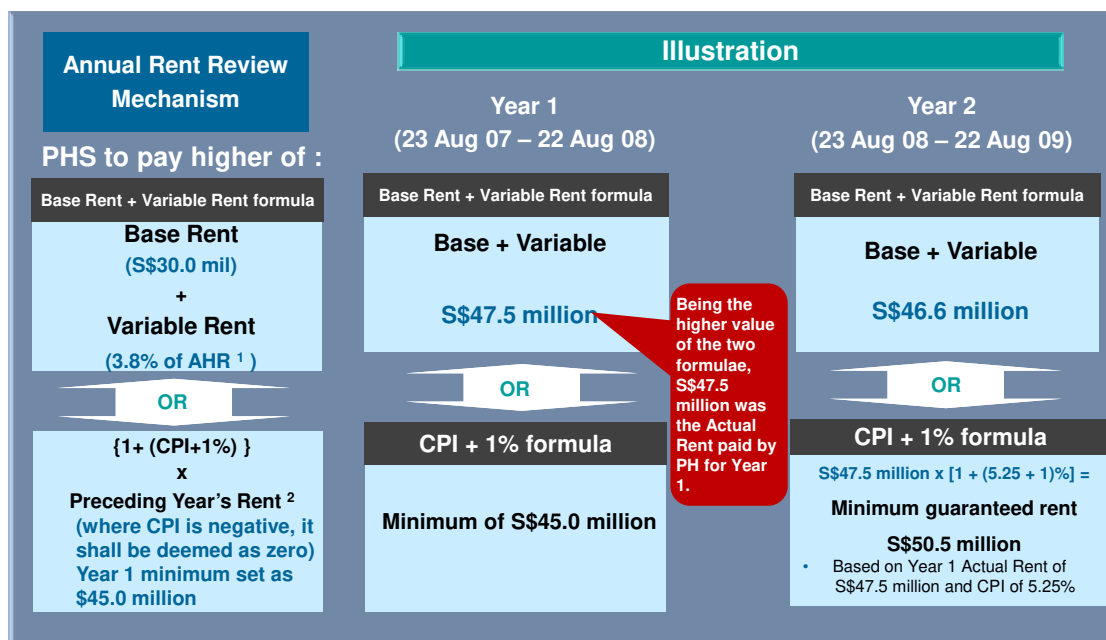 Annual Rent Review
Mechanism
PHS to pay higher of :
Base Rent + Variable Rent formula
Base Rent
(S$30.0 mil)
+
Variable Rent
(3.8% of AHR ¹ )
OR
{1+ (CPI+1%) }
x
Preceding Year's Rent ²
(where CPI is negative, it
shall be deemed as zero)
Year 1 minimum set as
$45.0 million
Illustration
Year 1
(23 Aug 07 – 22 Aug 08)
Base Rent + Variable Rent formula
Base + Variable
S$47.5 million
Being the
higher value
of the two
formulae,
S$47.5
million was
the Actual
Rent paid by
PH for Year
1.
OR
CPI + 1% formula
Minimum of S$45.0 million
Year 2
(23 Aug 08 – 22 Aug 09)
Base Rent + Variable Rent formula
Base + Variable
S$46.6 million
OR
CPI + 1% formula
S$47.5 million x [1 + (5.25 + 1)%] =
Minimum guaranteed rent
S$50.5 million
• Based on Year 1 Actual Rent of
S$47.5 million and CPI of 5.25%